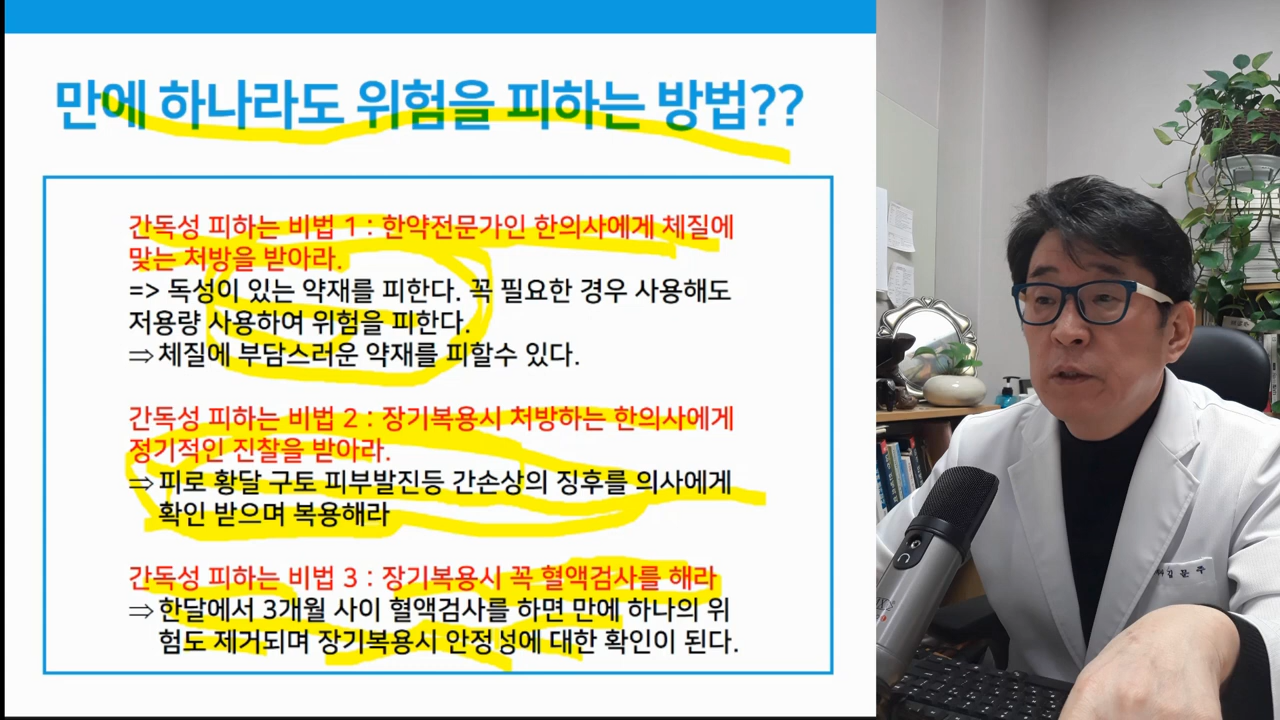 만에 하나라도 위험을 피하는 방법??
간독성 피하는 비법 1 : 한약전문가인 한의사에게 체질에
맞는 처방을 받아라.
=> 독성이 있는 약재를 피한다. 꼭 필요한 경우 사용해도
저용량 사용하여 위험을 피한다.
⇒ 체질에 부담스러운 약재를 피할수 있다.
간독성 피하는 비법 2 : 장기복용시 처방하는 한의사에게
정기적인 진찰을 받아라.
⇒ 피로 황달 구토 피부발진등 간손상의 징후를 의사에게
확인 받으며 복용해라
간독성 피하는 비법 3 : 장기복용시 꼭 혈액검사를 해라
⇒ 한달에서 3개월 사이 혈액검사를 하면 만에 하나의 위
험도 제거되며 장기복용시 안정성에 대한 확인이 된다.